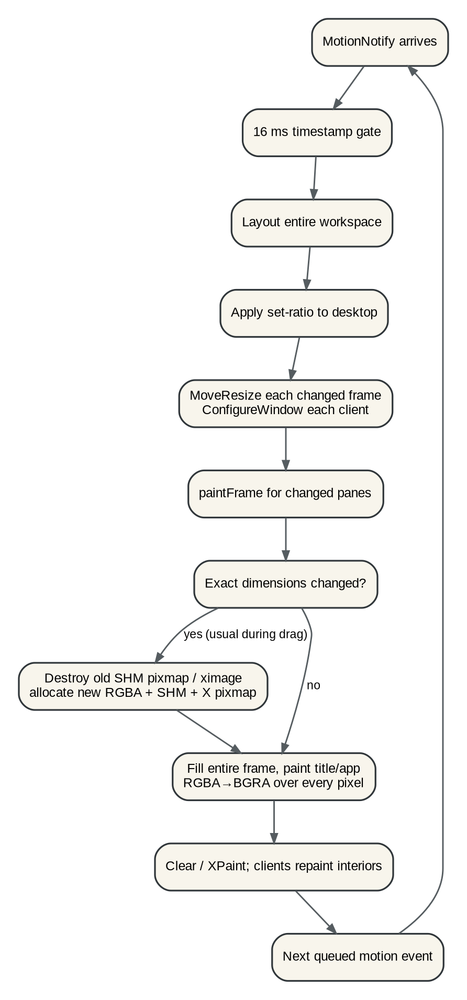 MotionNotify arrives
16 ms timestamp gate
Layout entire workspace
Apply set-ratio to desktop
MoveResize each changed frame
ConfigureWindow each client
paintFrame for changed panes
Exact dimensions changed?
yes (usual during drag)
Destroy old SHM pixmap / ximage
allocate new RGBA + SHM + X pixmap
no
Fill entire frame, paint title/app
RGBA→BGRA over every pixel
Clear / XPaint; clients repaint interiors
Next queued motion event